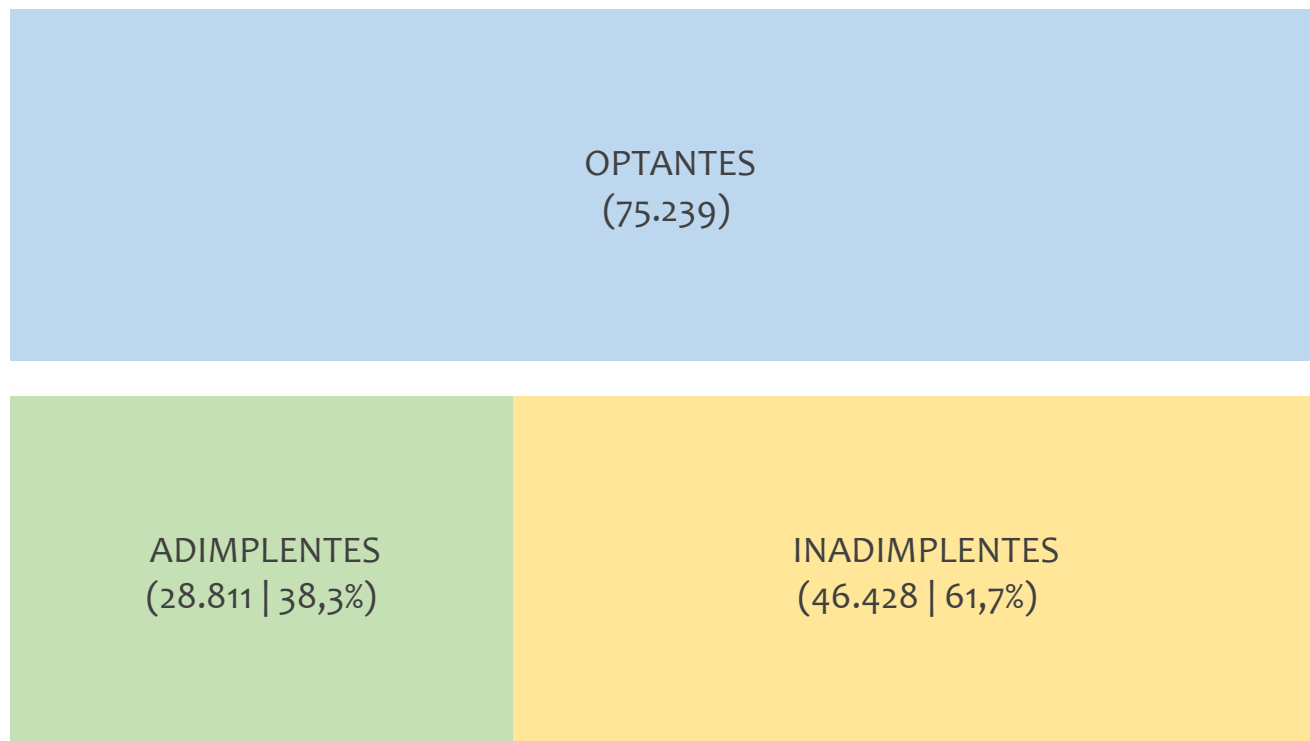 OPTANTES
(75.239)
ADIMPLENTES
(28.811 | 38,3%)
INADIMPLENTES
(46.428 | 61,7%)